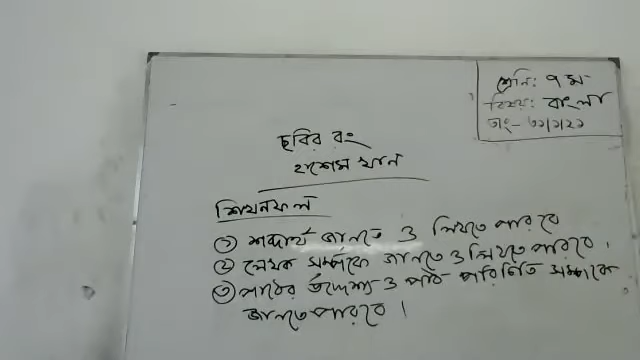 শ্রেনি: ৭ম
বিষয়: বাংলা
তাং- ৩১/১/২১
ছবির রং
হাশেম খান
শিখনফল
① শব্দার্থ জানতে ও লিখতে পারবে
② লেখক সম্পর্কে জানতে ও লিখতে পারবে।
③ পাঠের উদ্দেশ্য ও পাঠ পরিচিতি সম্পর্কে
জানতে পারবে।